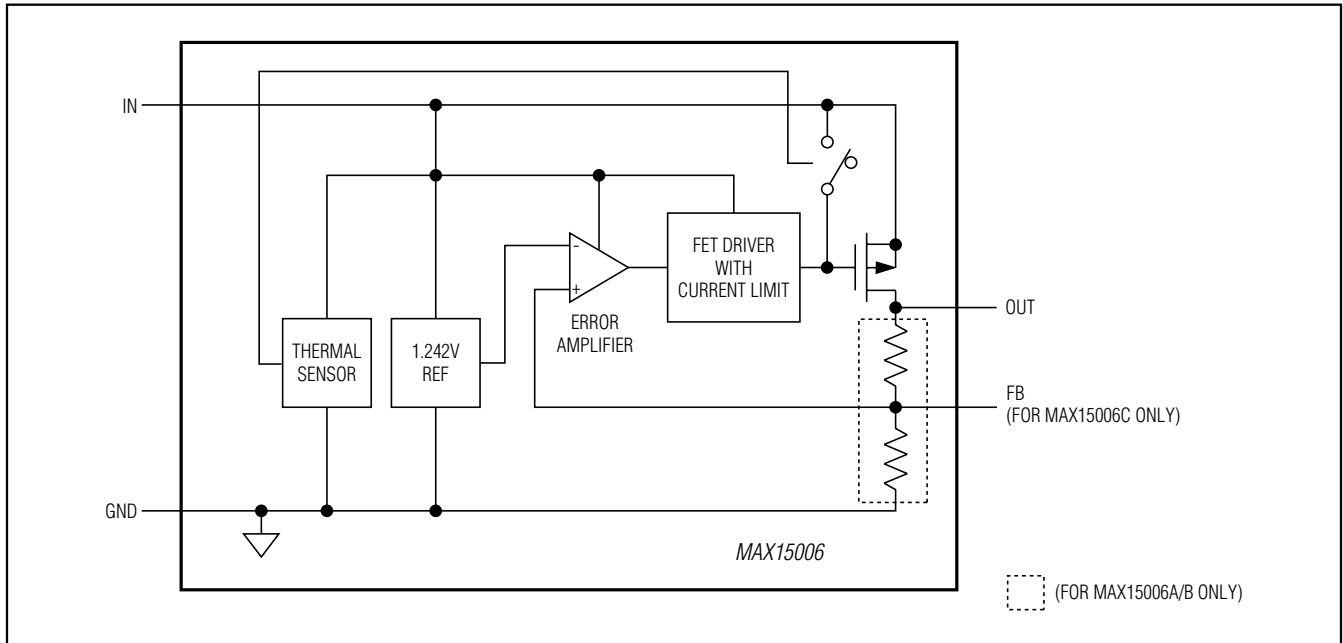 IN
-
+
FET DRIVER
WITH
CURRENT LIMIT
ERROR
AMPLIFIER
THERMAL
SENSOR
1.242V
REF
OUT
FB
(FOR MAX15006C ONLY)
GND
MAX15006
(FOR MAX15006A/B ONLY)